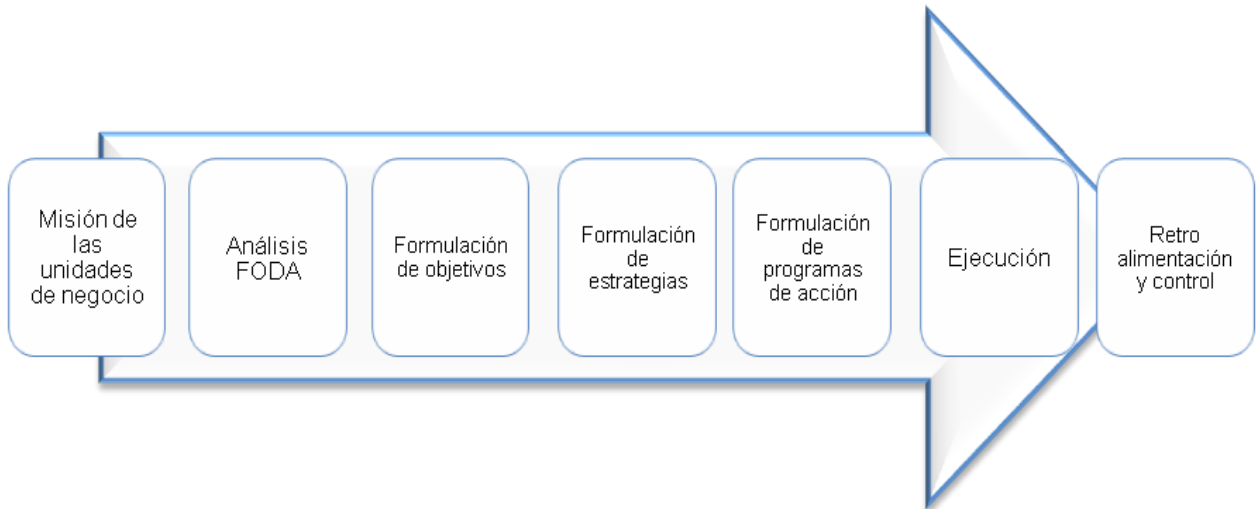 Misión de
las
unidades
de negocio
Análisis
FODA
Formulación
de objetivos
Formulación
de
estrategias
Formulación
de
programas
de acción
Ejecución
Retro
alimentación
y control